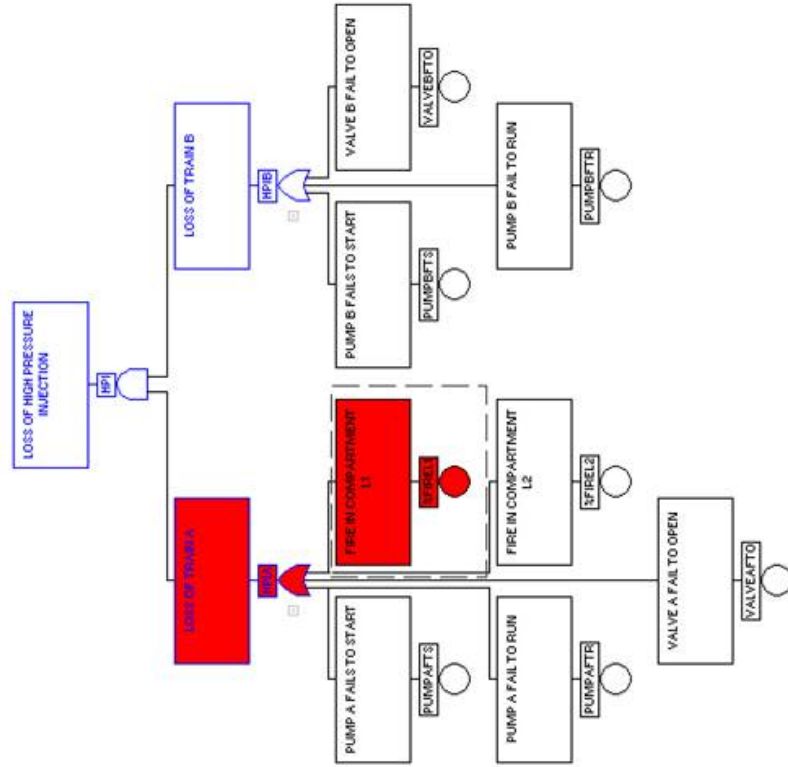 LOSS OF HIGH PRESSURE
INJECTION
HPI
LOSS OF TRAIN A
HPIA
LOSS OF TRAIN B
HPIB
PUMP A FAILS TO START
PUMPAFTS
FIRE IN COMPARTMENT
L1
%FIREL1
PUMP B FAILS TO START
PUMPBFTS
VALVE B FAIL TO OPEN
VALVEBFTO
PUMP A FAIL TO RUN
PUMPAFTR
FIRE IN COMPARTMENT
L2
%FIREL2
PUMP B FAIL TO RUN
PUMPBFTR
VALVE A FAIL TO OPEN
VALVEAFTO